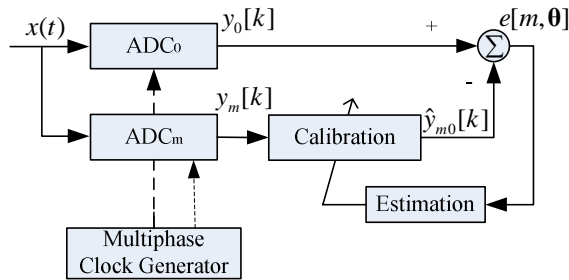 x(t)
ADC₀
y₀[k]
+
Σ
e[m,θ]
-
ADCₘ
yₘ[k]
Calibration
ŷₘ₀[k]
Estimation
Multiphase
Clock Generator